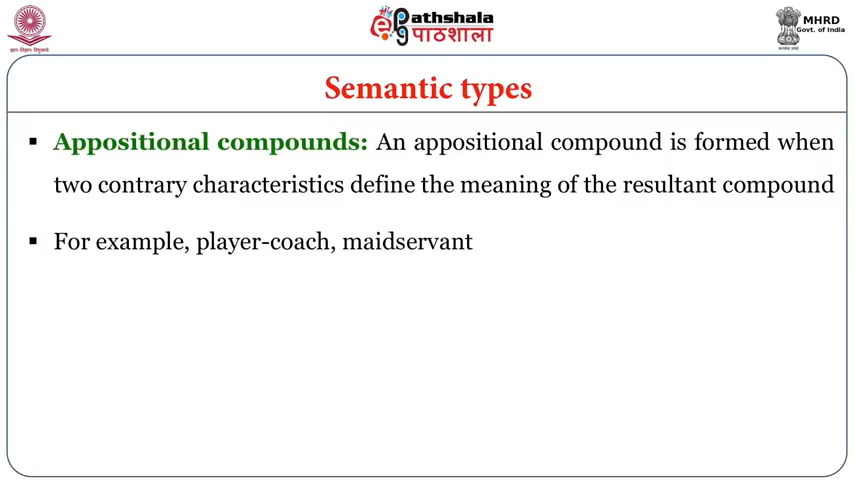 ePgPathshala
पाठशाला
MHRD
Govt. of India
Semantic types
▪ Appositional compounds: An appositional compound is formed when
two contrary characteristics define the meaning of the resultant compound
▪ For example, player-coach, maidservant